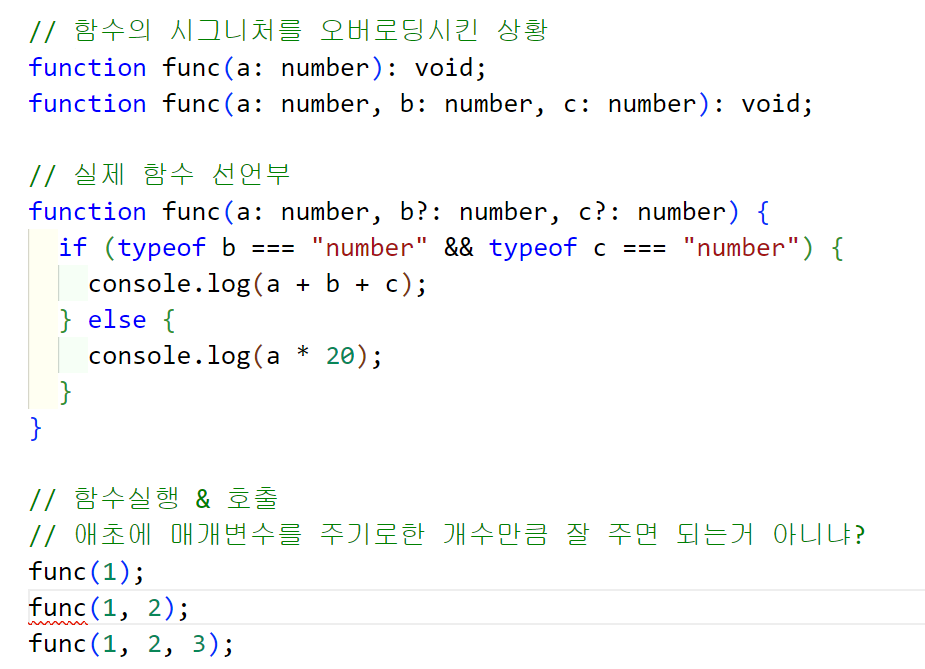 // 함수의 시그니처를 오버로딩시킨 상황
function func(a: number): void;
function func(a: number, b: number, c: number): void;
// 실제 함수 선언부
function func(a: number, b?: number, c?: number) {
if (typeof b === "number" && typeof c === "number") {
console.log(a + b + c);
} else {
console.log(a * 20);
}
}
// 함수실행 & 호출
// 애초에 매개변수를 주기로한 개수만큼 잘 주면 되는거 아니냐?
func(1);
func(1, 2);
func(1, 2, 3);